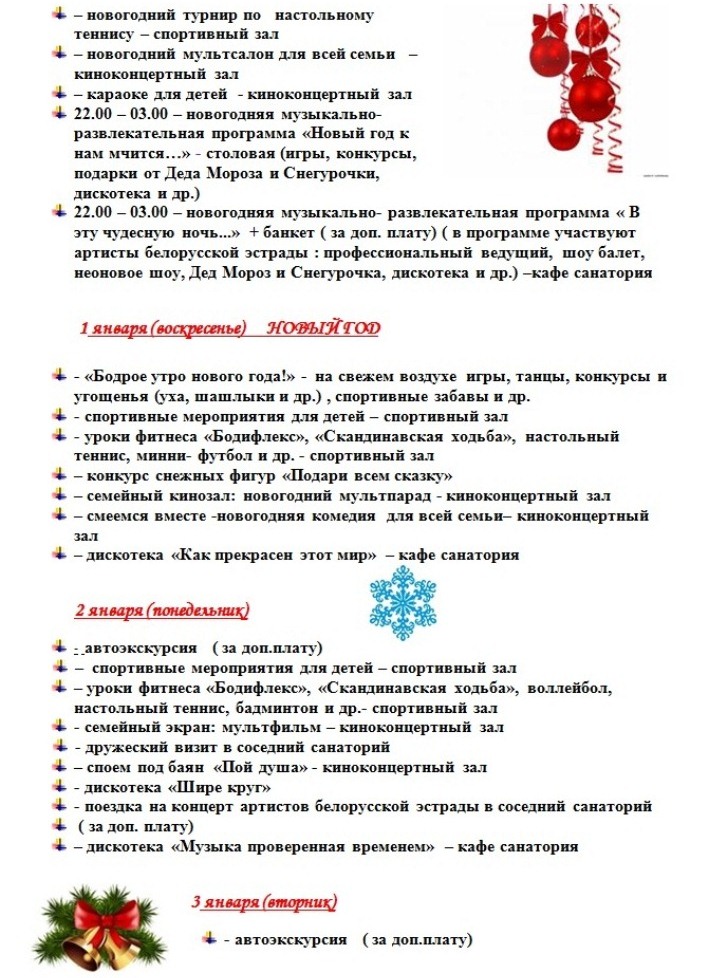 – новогодний турнир по настольному
теннису – спортивный зал
– новогодний мультсалон для всей семьи –
киноконцертный зал
– караоке для детей - киноконцертный зал
22.00 – 03.00 – новогодняя музыкально-
развлекательная программа «Новый год к
нам мчится…» - столовая (игры, конкурсы,
подарки от Деда Мороза и Снегурочки,
дискотека и др.)
22.00 – 03.00 – новогодняя музыкально- развлекательная программа « В
эту чудесную ночь...» + банкет ( за доп. плату) ( в программе участвуют
артисты белорусской эстрады : профессиональный ведущий, шоу балет,
неоновое шоу, Дед Мороз и Снегурочка, дискотека и др.) –кафе санатория
1 января (воскресенье) НОВЫЙ ГОД
- «Бодрое утро нового года!» - на свежем воздухе игры, танцы, конкурсы и
угощенья (уха, шашлыки и др.) , спортивные забавы и др.
- спортивные мероприятия для детей – спортивный зал
- уроки фитнеса «Бодифлекс», «Скандинавская ходьба», настольный
теннис, минни- футбол и др. - спортивный зал
– конкурс снежных фигур «Подари всем сказку»
– семейный кинозал: новогодний мультпарад - киноконцертный зал
– смеемся вместе -новогодняя комедия для всей семьи– киноконцертный
зал
– дискотека «Как прекрасен этот мир» – кафе санатория
2 января (понедельник)
- автоэкскурсия ( за доп.плату)
– спортивные мероприятия для детей – спортивный зал
– уроки фитнеса «Бодифлекс», «Скандинавская ходьба», воллейбол,
настольный теннис, бадминтон и др.- спортивный зал
- семейный экран: мультфильм – киноконцертный зал
- дружеский визит в соседний санаторий
– споем под баян «Пой душа» - киноконцертный зал
- дискотека «Шире круг»
- поездка на концерт артистов белорусской эстрады в соседний санаторий
( за доп. плату)
– дискотека «Музыка проверенная временем» – кафе санатория
3 января (вторник)
- автоэкскурсия ( за доп.плату)